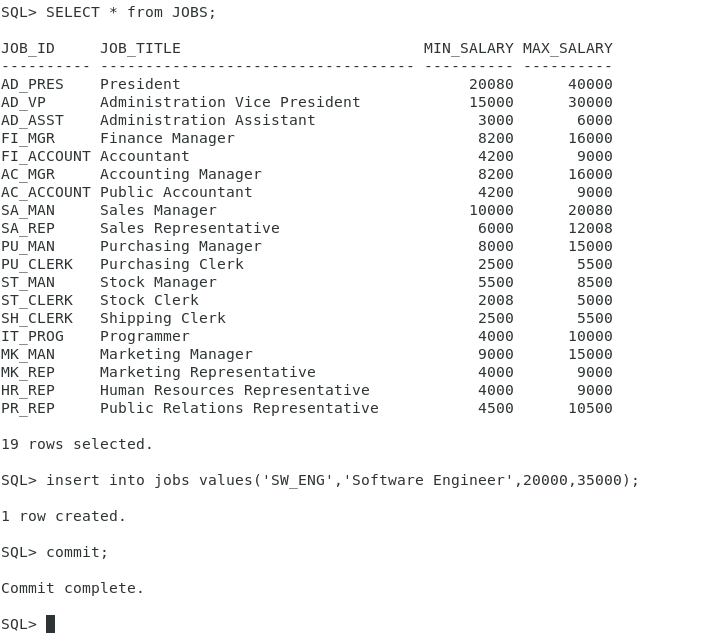 SQL> SELECT * from JOBS;
JOB_ID     JOB_TITLE                           MIN_SALARY MAX_SALARY
---------- ----------------------------------- ---------- ----------
AD_PRES    President                                20080      40000
AD_VP      Administration Vice President            15000      30000
AD_ASST    Administration Assistant                  3000       6000
FI_MGR     Finance Manager                           8200      16000
FI_ACCOUNT Accountant                                4200       9000
AC_MGR     Accounting Manager                        8200      16000
AC_ACCOUNT Public Accountant                         4200       9000
SA_MAN     Sales Manager                            10000      20080
SA_REP     Sales Representative                      6000      12008
PU_MAN     Purchasing Manager                        8000      15000
PU_CLERK   Purchasing Clerk                          2500       5500
ST_MAN     Stock Manager                             5500       8500
ST_CLERK   Stock Clerk                               2008       5000
SH_CLERK   Shipping Clerk                            2500       5500
IT_PROG    Programmer                                4000      10000
MK_MAN     Marketing Manager                         9000      15000
MK_REP     Marketing Representative                  4000       9000
HR_REP     Human Resources Representative            4000       9000
PR_REP     Public Relations Representative           4500      10500
19 rows selected.
SQL> insert into jobs values('SW_ENG','Software Engineer',20000,35000);
1 row created.
SQL> commit;
Commit complete.
SQL>